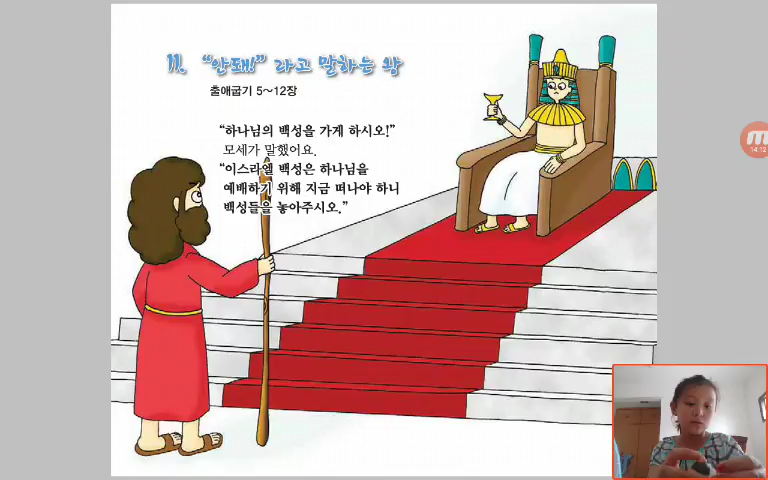 11. “안돼!” 라고 말하는 왕
출애굽기 5~12장
“하나님의 백성을 가게 하시오!”
모세가 말했어요.
“이스라엘 백성은 하나님을
예배하기 위해 지금 떠나야 하니
백성들을 놓아주시오.”
M
14:12